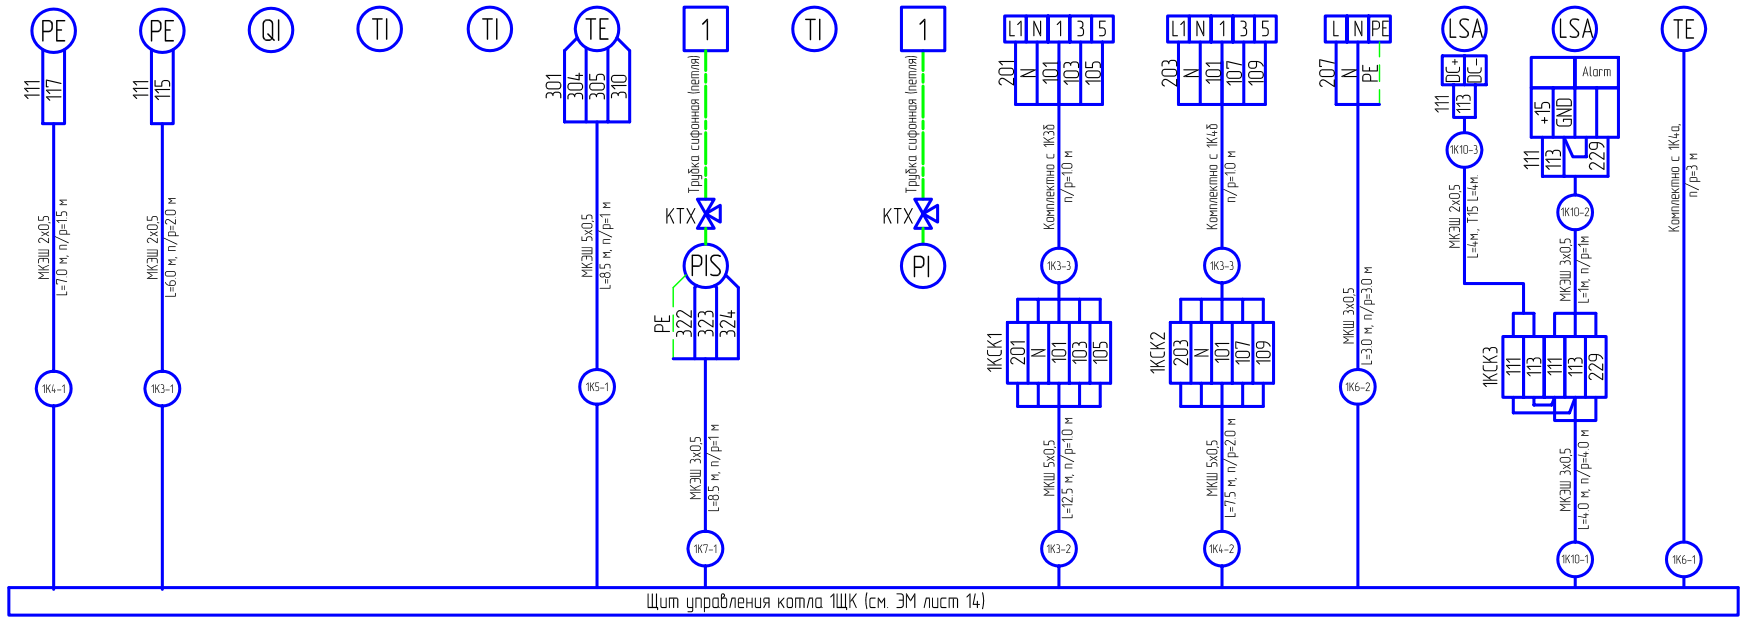 PE
111
117
МКЭШ 2х0,5
L=7.0 м, п/р=1.5 м
1К4-1
PE
111
115
МКЭШ 2х0,5
L=6.0 м, п/р=2.0 м
1К3-1
QI
TI
TI
TE
301
304
305
310
МКЭШ 5х0,5
L=8.5 м, п/р=1 м
1К5-1
1
Трубка сифонная (петля)
КТХ
PIS
PE
322
323
324
МКЭШ 3х0,5
L=8.5 м, п/р=1 м
1К7-1
TI
1
Трубка сифонная (петля)
КТХ
PI
L1 N 1 3 5
201
N
101
103
105
Комплектно с 1К3б
п/р=1.0 м
1К3-3
1КСК1
201
N
101
103
105
МКШ 5х0,5
L=12.5 м, п/р=1.0 м
1К3-2
L1 N 1 3 5
203
N
101
107
109
Комплектно с 1К4б
п/р=1.0 м
1К3-3
1КСК2
203
N
101
107
109
МКШ 5х0,5
L=7.5 м, п/р=2.0 м
1К4-2
L N PE
207
N
PE
МКШ 3х0,5
L=3.0 м, п/р=3.0 м
1К6-2
LSA
DC+
DC-
111
113
1К10-3
МКЭШ 2х0,5
L=4м, Т15 L=4м.
LSA
Alarm
+15
GND
111
113
229
1К10-2
МКЭШ 3х0,5
L=1м, п/р=1м
1КСК3
111
113
111
113
229
МКЭШ 3х0,5
L=4.0 м, п/р=4.0 м
1К10-1
TE
Комплектно с 1К4а,
п/р=3 м
1К6-1
Щит управления котла 1ЩК (см. ЭМ лист 14)